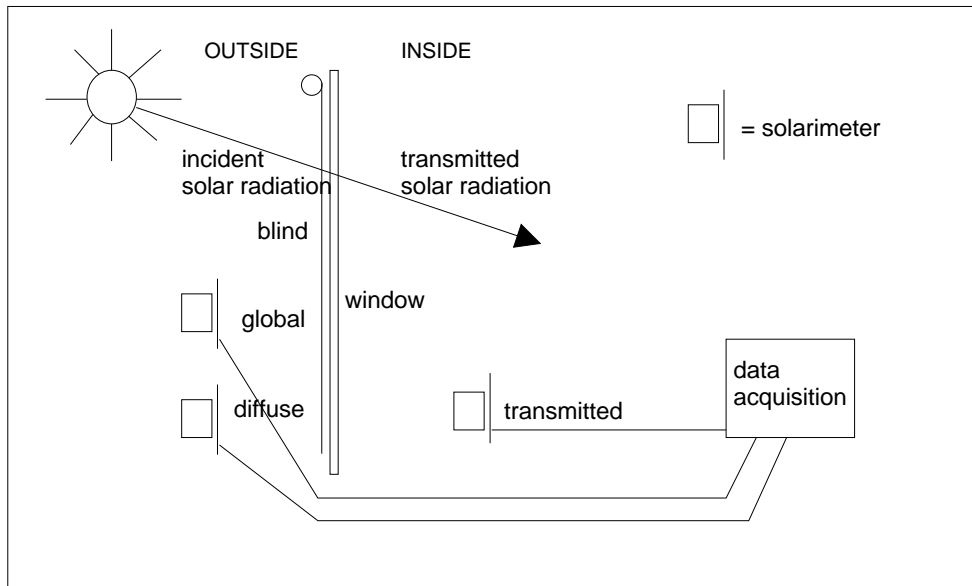 OUTSIDE
INSIDE
= solarimeter
incident
solar radiation
transmitted
solar radiation
blind
window
global
diffuse
transmitted
data
acquisition